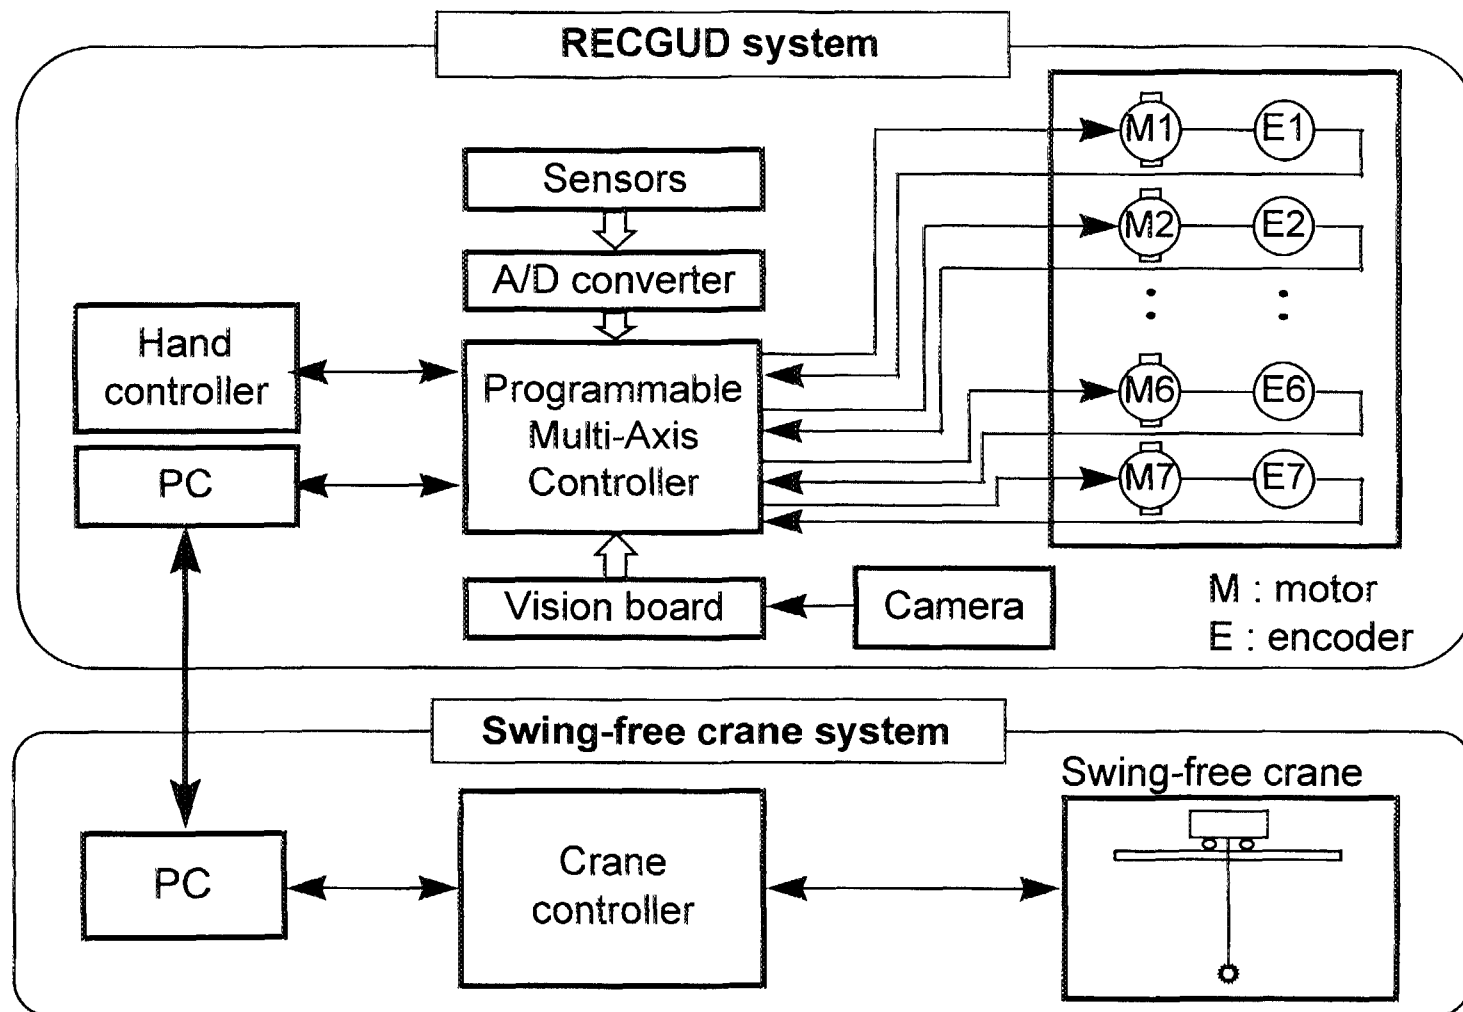 RECGUD system
Sensors
A/D converter
Hand
controller
PC
Programmable
Multi-Axis
Controller
Vision board
Camera
M1
E1
M2
E2
M6
E6
M7
E7
M : motor
E : encoder
Swing-free crane system
PC
Crane
controller
Swing-free crane